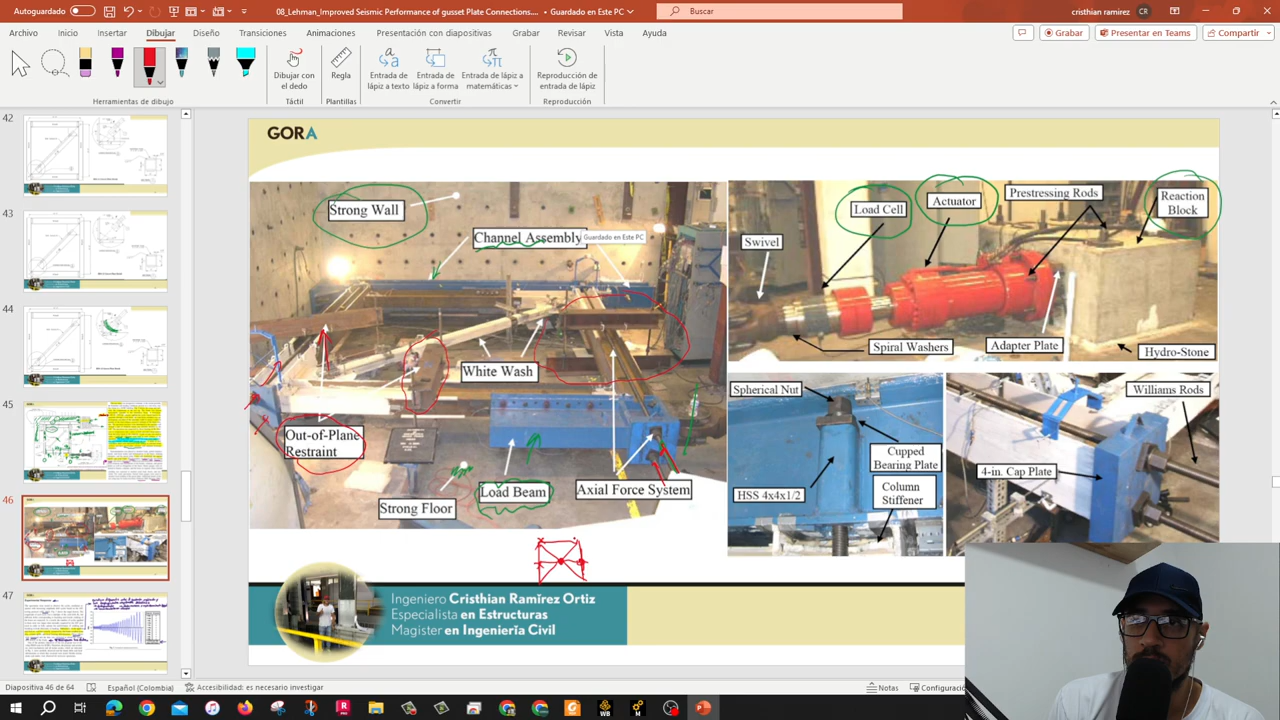 Autoguardado
08_Lehman_Improved Seismic Performance of gusset Plate Connections.... • Guardado en Este PC
Buscar
cristhian ramirez
CR
Archivo
Inicio
Insertar
Dibujar
Diseño
Transiciones
Animaciones
Presentación con diapositivas
Grabar
Revisar
Vista
Ayuda
Grabar
Presentar en Teams
Compartir
Dibujar con
el dedo
Regla
Entrada de
lápiz a texto
Entrada de
lápiz a forma
Entrada de lápiz a
matemáticas
Reproducción de
entrada de lápiz
Herramientas de dibujo
Táctil
Plantillas
Convertir
Reproducción
42
43
44
45
46
47
GORA
Strong Wall
Channel Assembly
Guardado en Este PC
White Wash
Out-of-Plane
Restraint
Load Beam
Strong Floor
Axial Force System
Load Cell
Actuator
Prestressing Rods
Reaction
Block
Swivel
Spiral Washers
Adapter Plate
Hydro-Stone
Spherical Nut
Cupped
Bearing Plate
HSS 4x4x1/2
Column
Stiffener
Williams Rods
4-in. Cap Plate
Ingeniero Cristhian Ramírez Ortiz
Especialista en Estructuras
Magister en Ingeniería Civil
Diapositiva 46 de 64
Español (Colombia)
Accesibilidad: es necesario investigar
Notas
Configuració